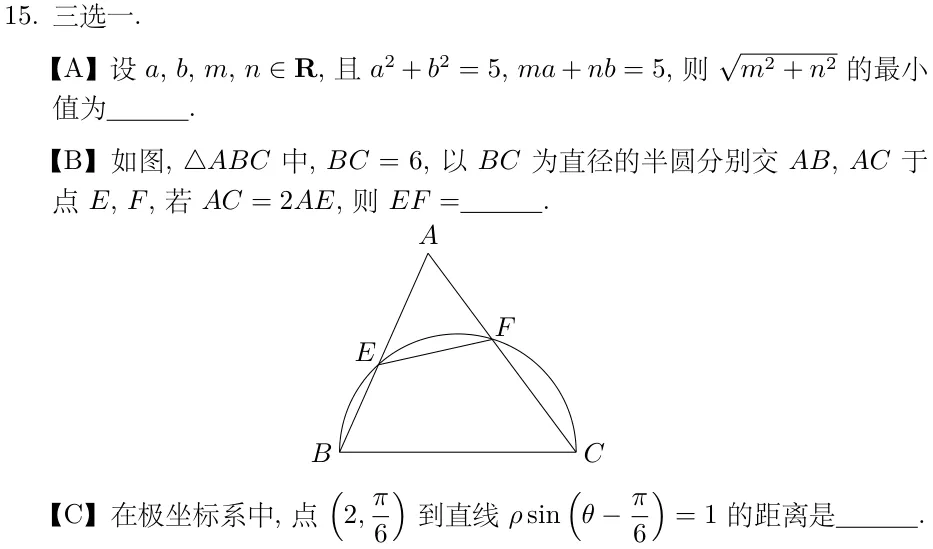 15. 三选一.
【A】设 a, b, m, n ∈ R, 且 a² + b² = 5, ma + nb = 5, 则 √(m² + n²) 的最小
值为______.
【B】如图, △ABC 中, BC = 6, 以 BC 为直径的半圆分别交 AB, AC 于
点 E, F, 若 AC = 2AE, 则 EF =______.
A
F
E
B
C
【C】在极坐标系中, 点 (2, π/6) 到直线 ρ sin (θ − π/6) = 1 的距离是______.